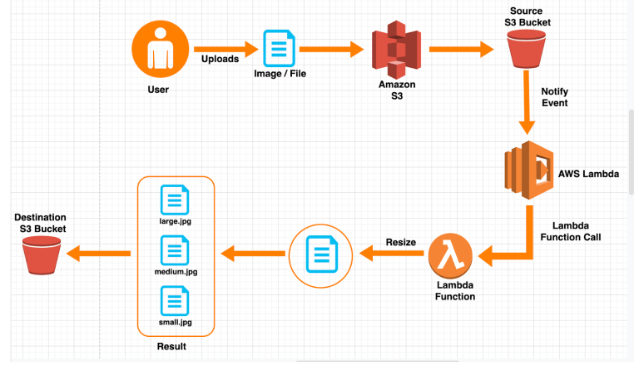 User
Uploads
Image / File
Amazon
S3
Source
S3 Bucket
Notify
Event
AWS Lambda
Lambda
Function Call
Lambda
Function
Resize
large.jpg
medium.jpg
small.jpg
Result
Destination
S3 Bucket